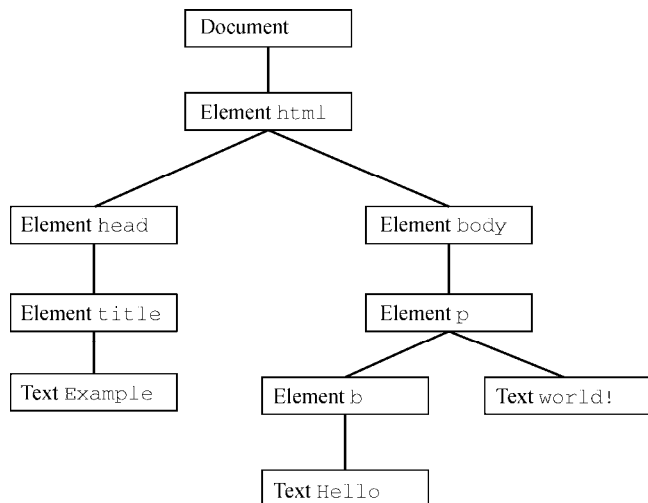 Document
Element html
Element head
Element body
Element title
Element p
Text Example
Element b
Text world!
Text Hello